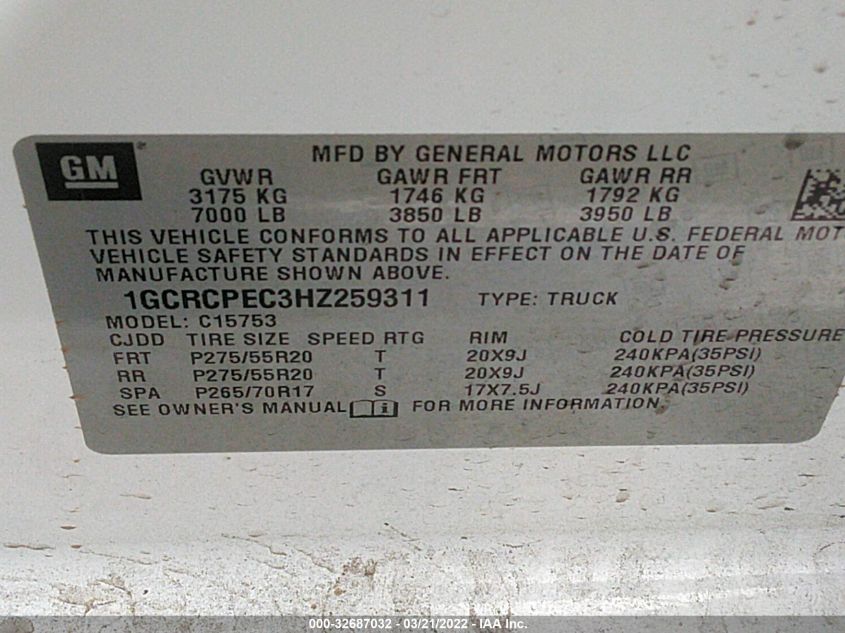 GM
MFD BY GENERAL MOTORS LLC
GVWR GAWR FRT GAWR RR
3175 KG 1746 KG 1792 KG
7000 LB 3850 LB 3950 LB
THIS VEHICLE CONFORMS TO ALL APPLICABLE U.S. FEDERAL MOT
VEHICLE SAFETY STANDARDS IN EFFECT ON THE DATE OF
MANUFACTURE SHOWN ABOVE.
1GCRCPEC3HZ259311 TYPE: TRUCK
MODEL: C15753
CJDD TIRE SIZE SPEED RTG RIM COLD TIRE PRESSURE
FRT P275/55R20 T 20X9J 240KPA(35PSI)
RR P275/55R20 T 20X9J 240KPA(35PSI)
SPA P265/70R17 S 17X7.5J 240KPA(35PSI)
SEE OWNER'S MANUAL FOR MORE INFORMATION.
000-32687032 - 03/21/2022 - IAA Inc.